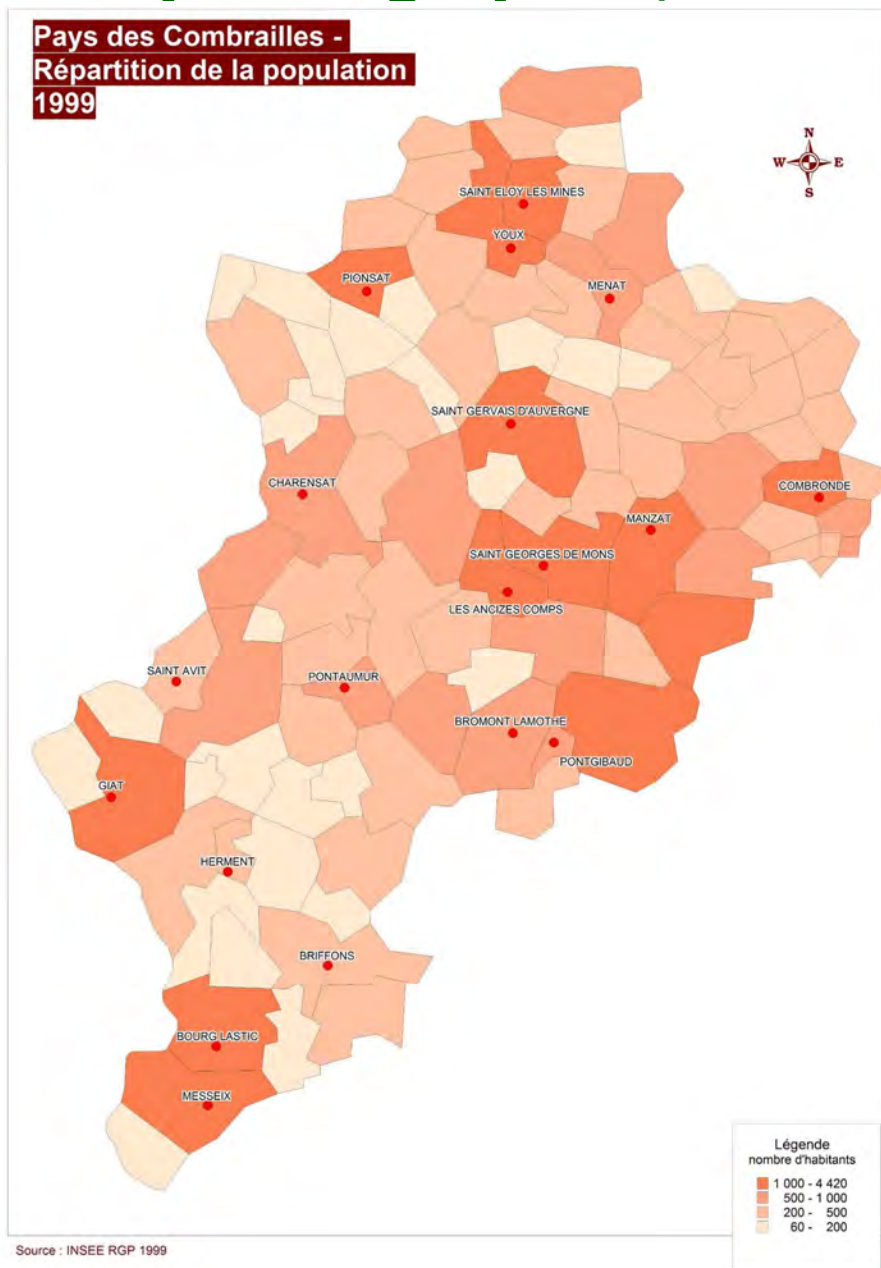 Pays des Combrailles -
Répartition de la population
1999
N
W E
S
SAINT ELOY LES MINES
YOUX
PIONSAT
MENAT
SAINT GERVAIS D'AUVERGNE
CHARENSAT
COMBRONDE
MANZAT
SAINT GEORGES DE MONS
LES ANCIZES COMPS
SAINT AVIT
PONTAUMUR
BROMONT LAMOTHE
PONTGIBAUD
GIAT
HERMENT
BRIFFONS
BOURG LASTIC
MESSEIX
Légende
nombre d'habitants
1 000 - 4 420
500 - 1 000
200 - 500
60 - 200
Source : INSEE RGP 1999